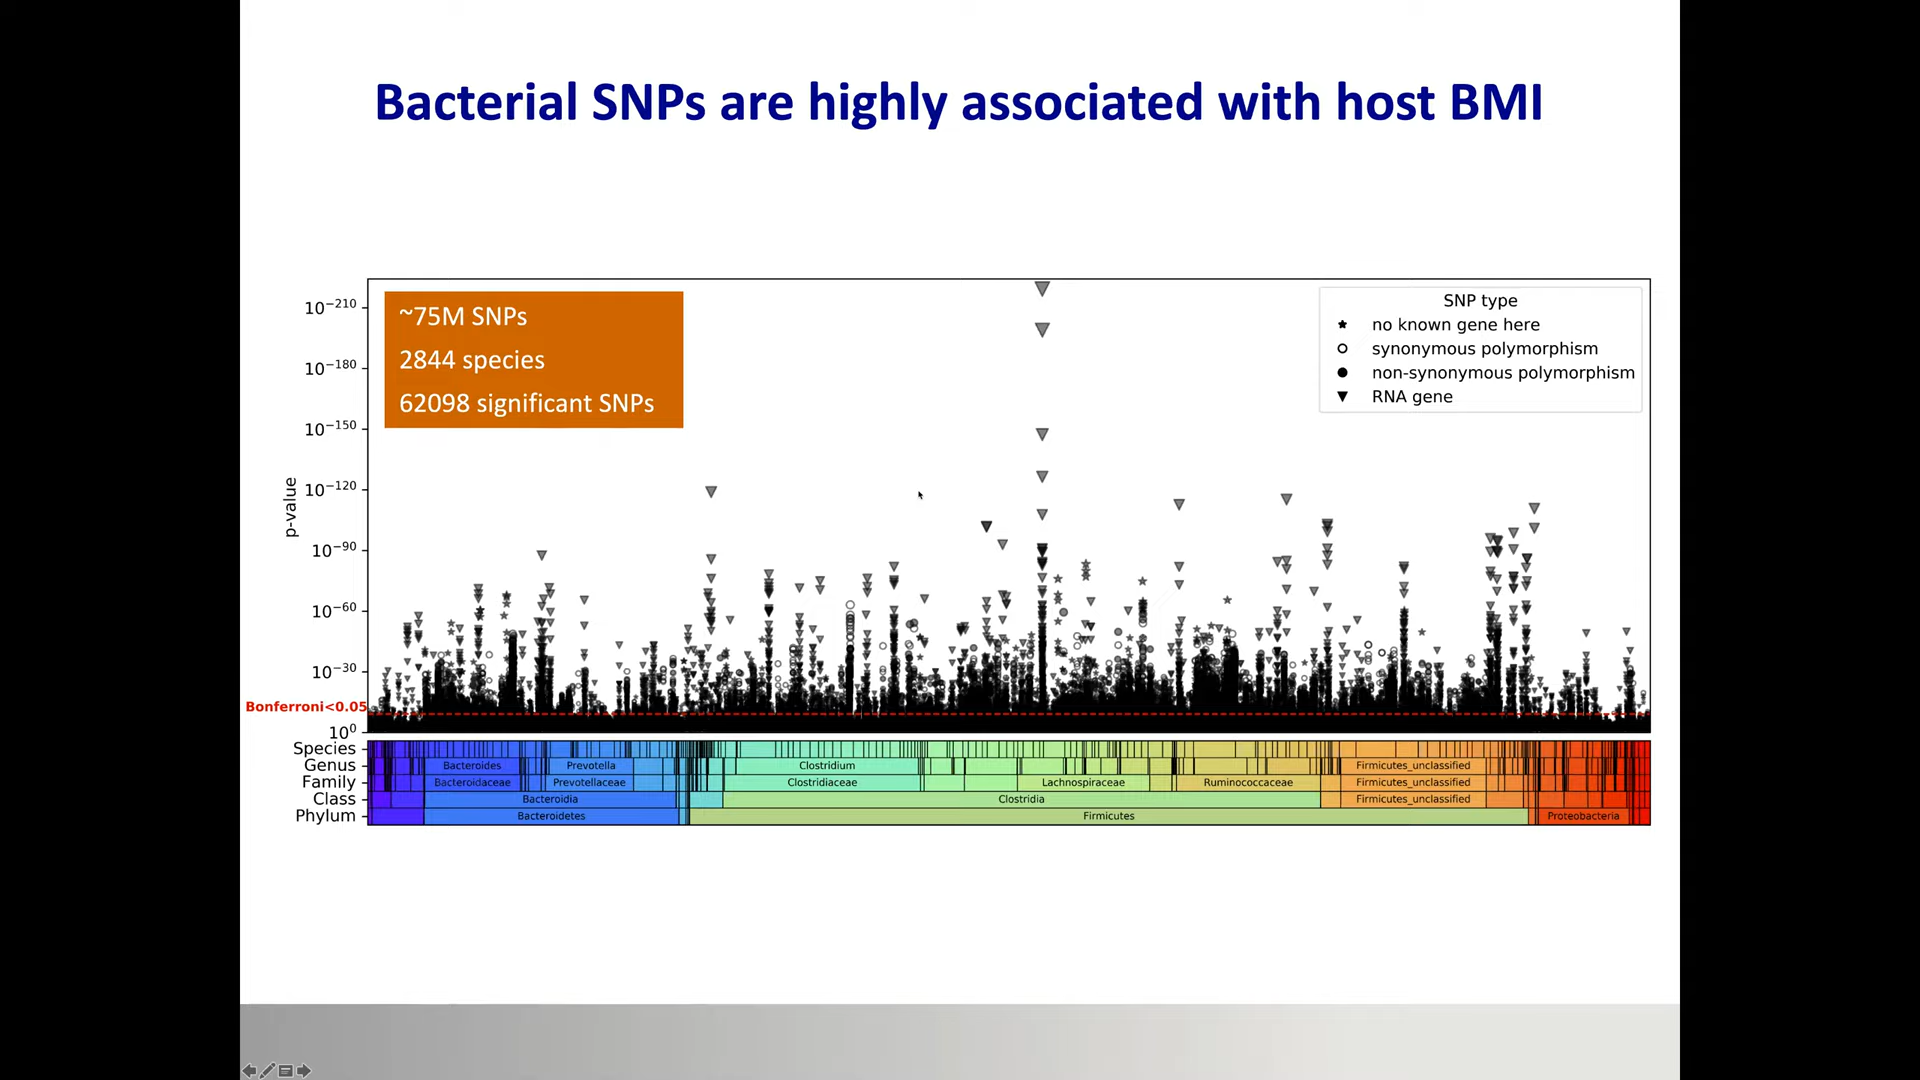 Bacterial SNPs are highly associated with host BMI
~75M SNPs
2844 species
62098 significant SNPs
SNP type
no known gene here
synonymous polymorphism
non-synonymous polymorphism
RNA gene
p-value
10⁻²¹⁰
10⁻¹⁸⁰
10⁻¹⁵⁰
10⁻¹²⁰
10⁻⁹⁰
10⁻⁶⁰
10⁻³⁰
Bonferroni<0.05
10⁰
Species
Genus Bacteroides Prevotella Clostridium Firmicutes_unclassified
Family Bacteroidaceae Prevotellaceae Clostridiaceae Lachnospiraceae Ruminococcaceae Firmicutes_unclassified
Class Bacteroidia Clostridia Firmicutes_unclassified
Phylum Bacteroidetes Firmicutes Proteobacteria